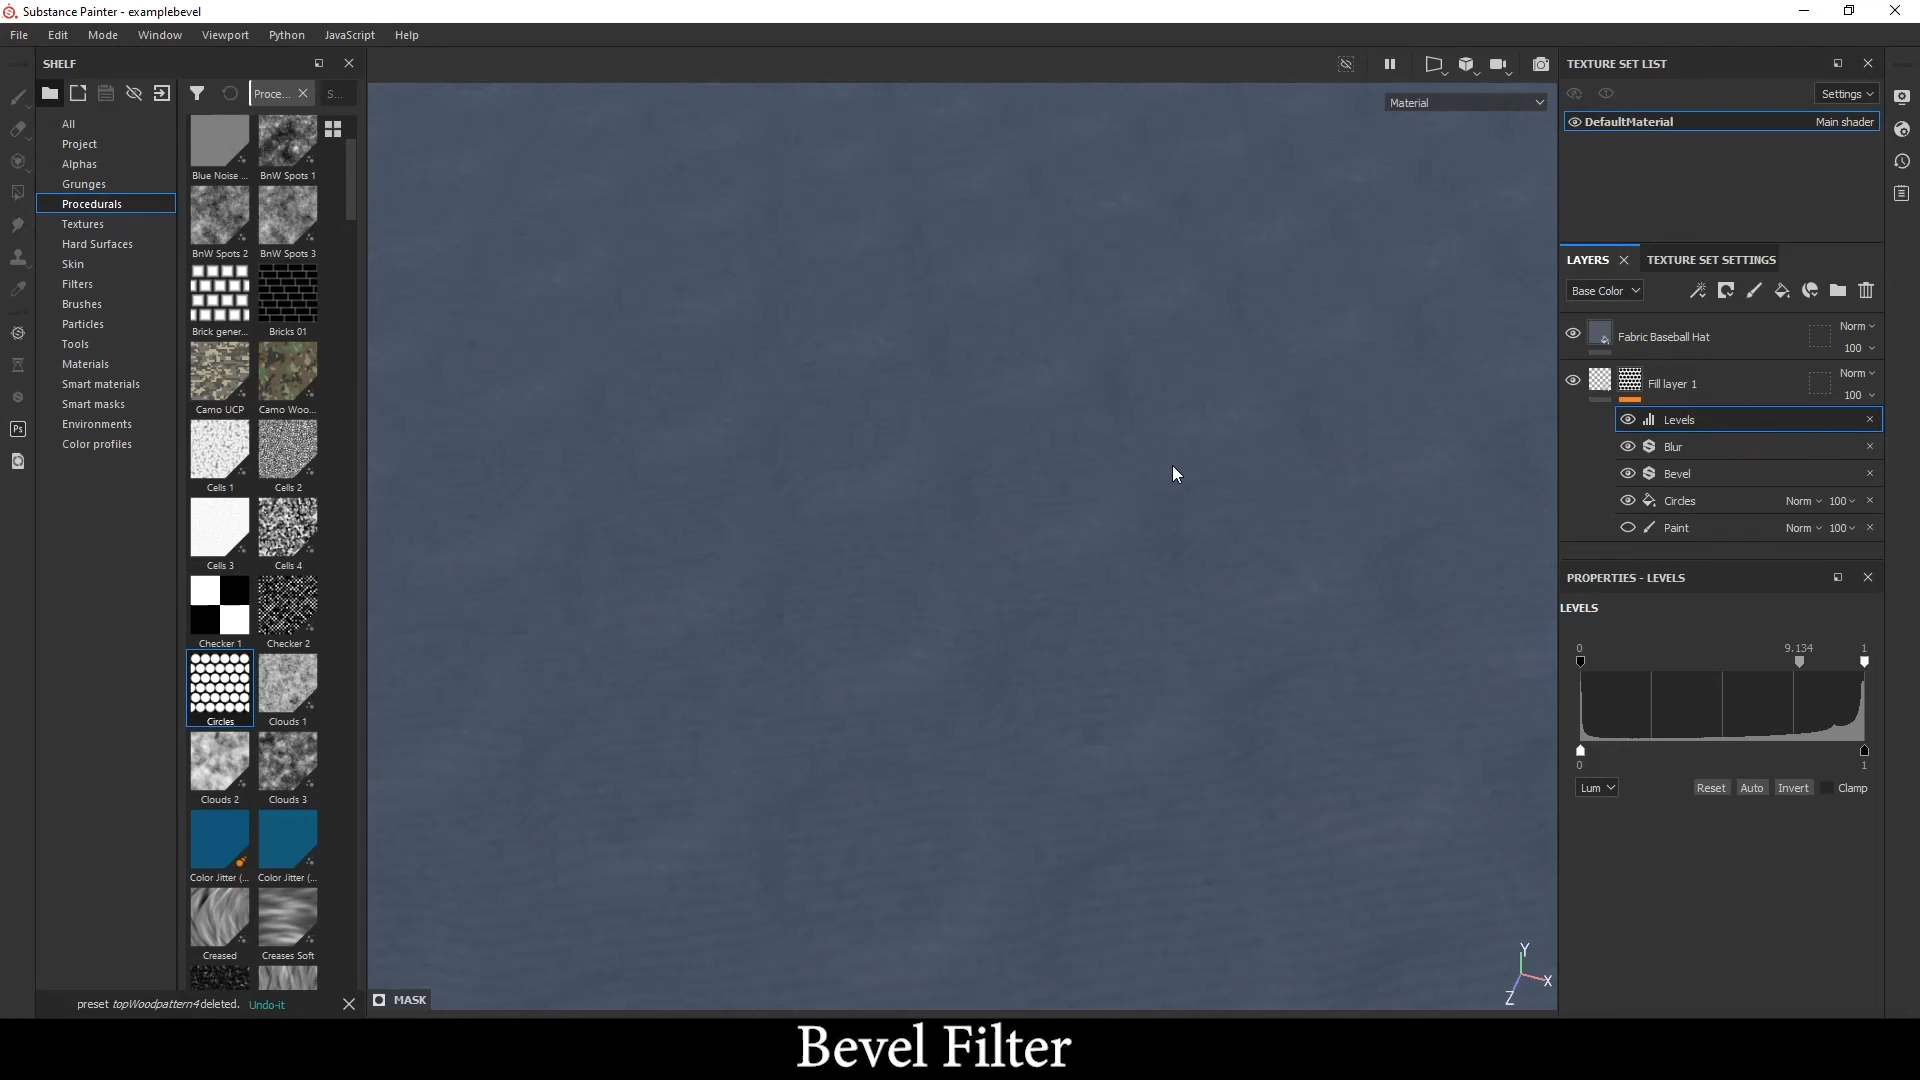 Substance Painter - examplebevel
File Edit Mode Window Viewport Python JavaScript Help
SHELF
Proce...
S...
All
Project
Alphas
Grunges
Procedurals
Textures
Hard Surfaces
Skin
Filters
Brushes
Particles
Tools
Materials
Smart materials
Smart masks
Environments
Color profiles
Ps
Blue Noise ... BnW Spots 1
BnW Spots 2 BnW Spots 3
Brick gener... Bricks 01
Camo UCP Camo Woo...
Cells 1 Cells 2
Cells 3 Cells 4
Checker 1 Checker 2
Circles Clouds 1
Clouds 2 Clouds 3
Color Jitter (... Color Jitter (...
Creased Creases Soft
preset topWoodpattern4deleted. Undo-it
Material
MASK
Y
X
Z
TEXTURE SET LIST
Settings
DefaultMaterial Main shader
LAYERS TEXTURE SET SETTINGS
Base Color
Fabric Baseball Hat Norm 100
Fill layer 1 Norm 100
Levels
Blur
Bevel
Circles Norm 100
Paint Norm 100
PROPERTIES - LEVELS
LEVELS
0 9.134 1
0 1
Lum Reset Auto Invert Clamp
Bevel Filter